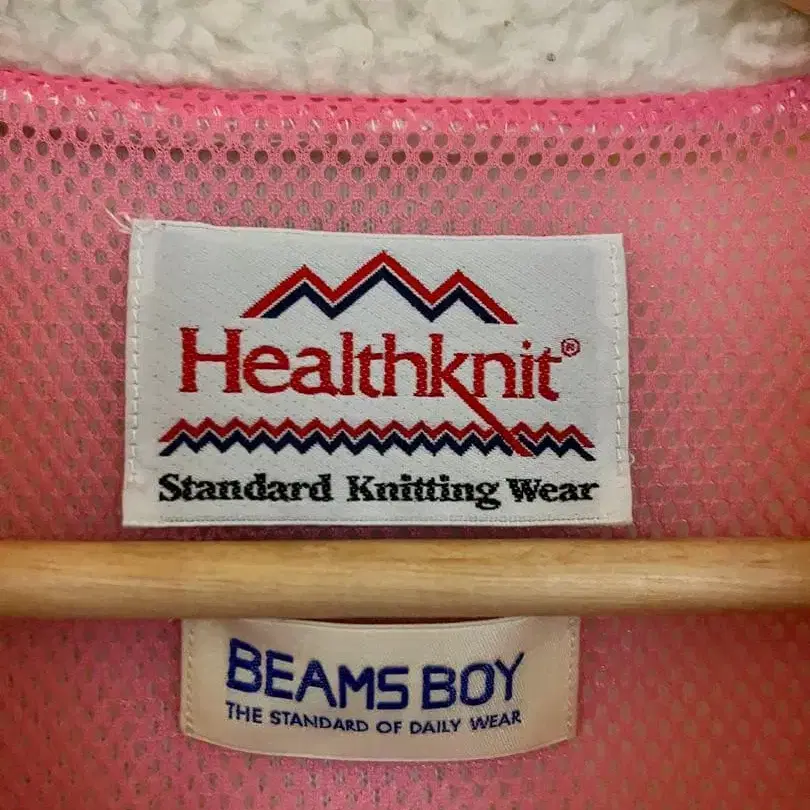 Healthknit®
Standard Knitting Wear
BEAMS BOY
THE STANDARD OF DAILY WEAR